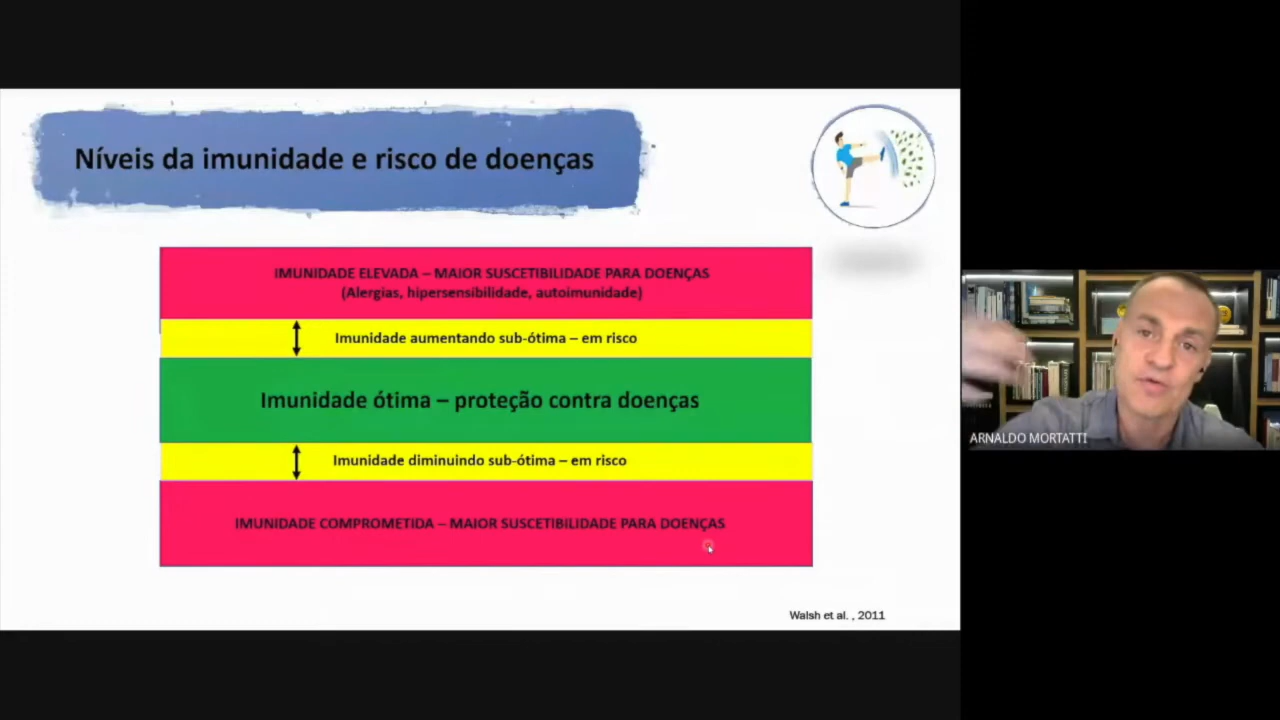 Níveis da imunidade e risco de doenças
IMUNIDADE ELEVADA – MAIOR SUSCETIBILIDADE PARA DOENÇAS
(Alergias, hipersensibilidade, autoimunidade)
Imunidade aumentando sub-ótima – em risco
Imunidade ótima – proteção contra doenças
Imunidade diminuindo sub-ótima – em risco
IMUNIDADE COMPROMETIDA – MAIOR SUSCETIBILIDADE PARA DOENÇAS
Walsh et al. , 2011
ARNALDO MORTATTI